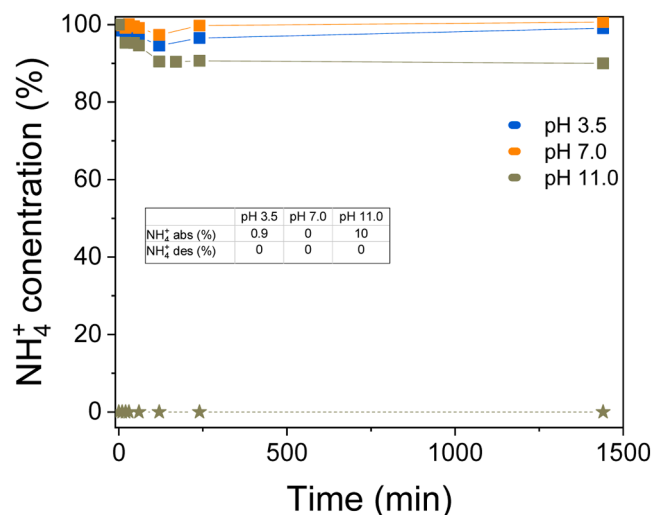 100
80
60
40
20
0
NH₄⁺ conentration (%)
pH 3.5
pH 7.0
pH 11.0
pH 3.5 pH 7.0 pH 11.0
NH₄⁺ abs (%) 0.9 0 10
NH₄⁺ des (%) 0 0 0
0 500 1000 1500
Time (min)